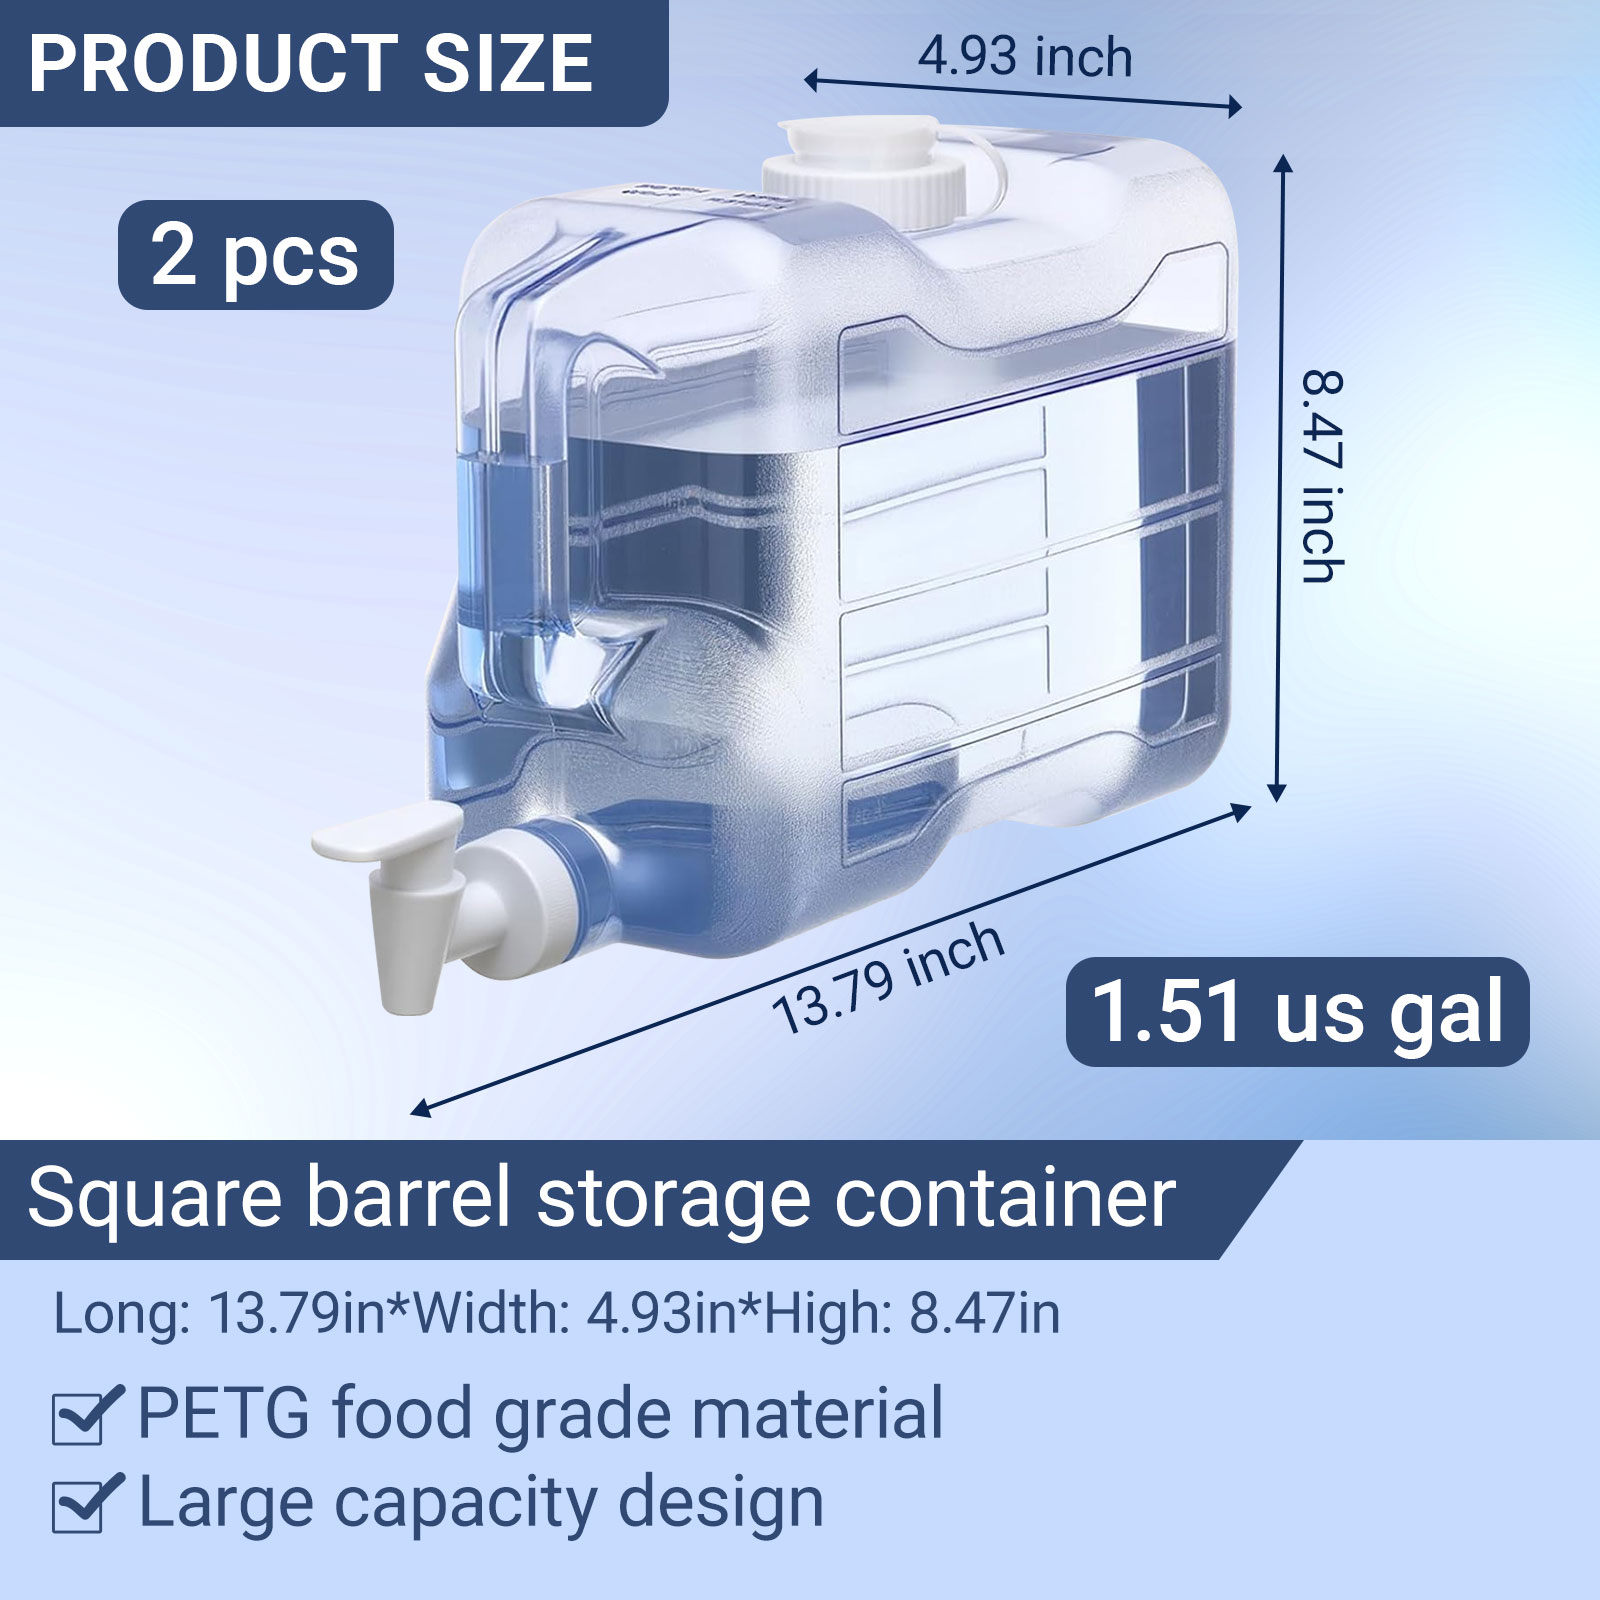 PRODUCT SIZE
4.93 inch
2 pcs
8.47 inch
13.79 inch
1.51 us gal
Square barrel storage container
Long: 13.79in*Width: 4.93in*High: 8.47in
PETG food grade material
Large capacity design